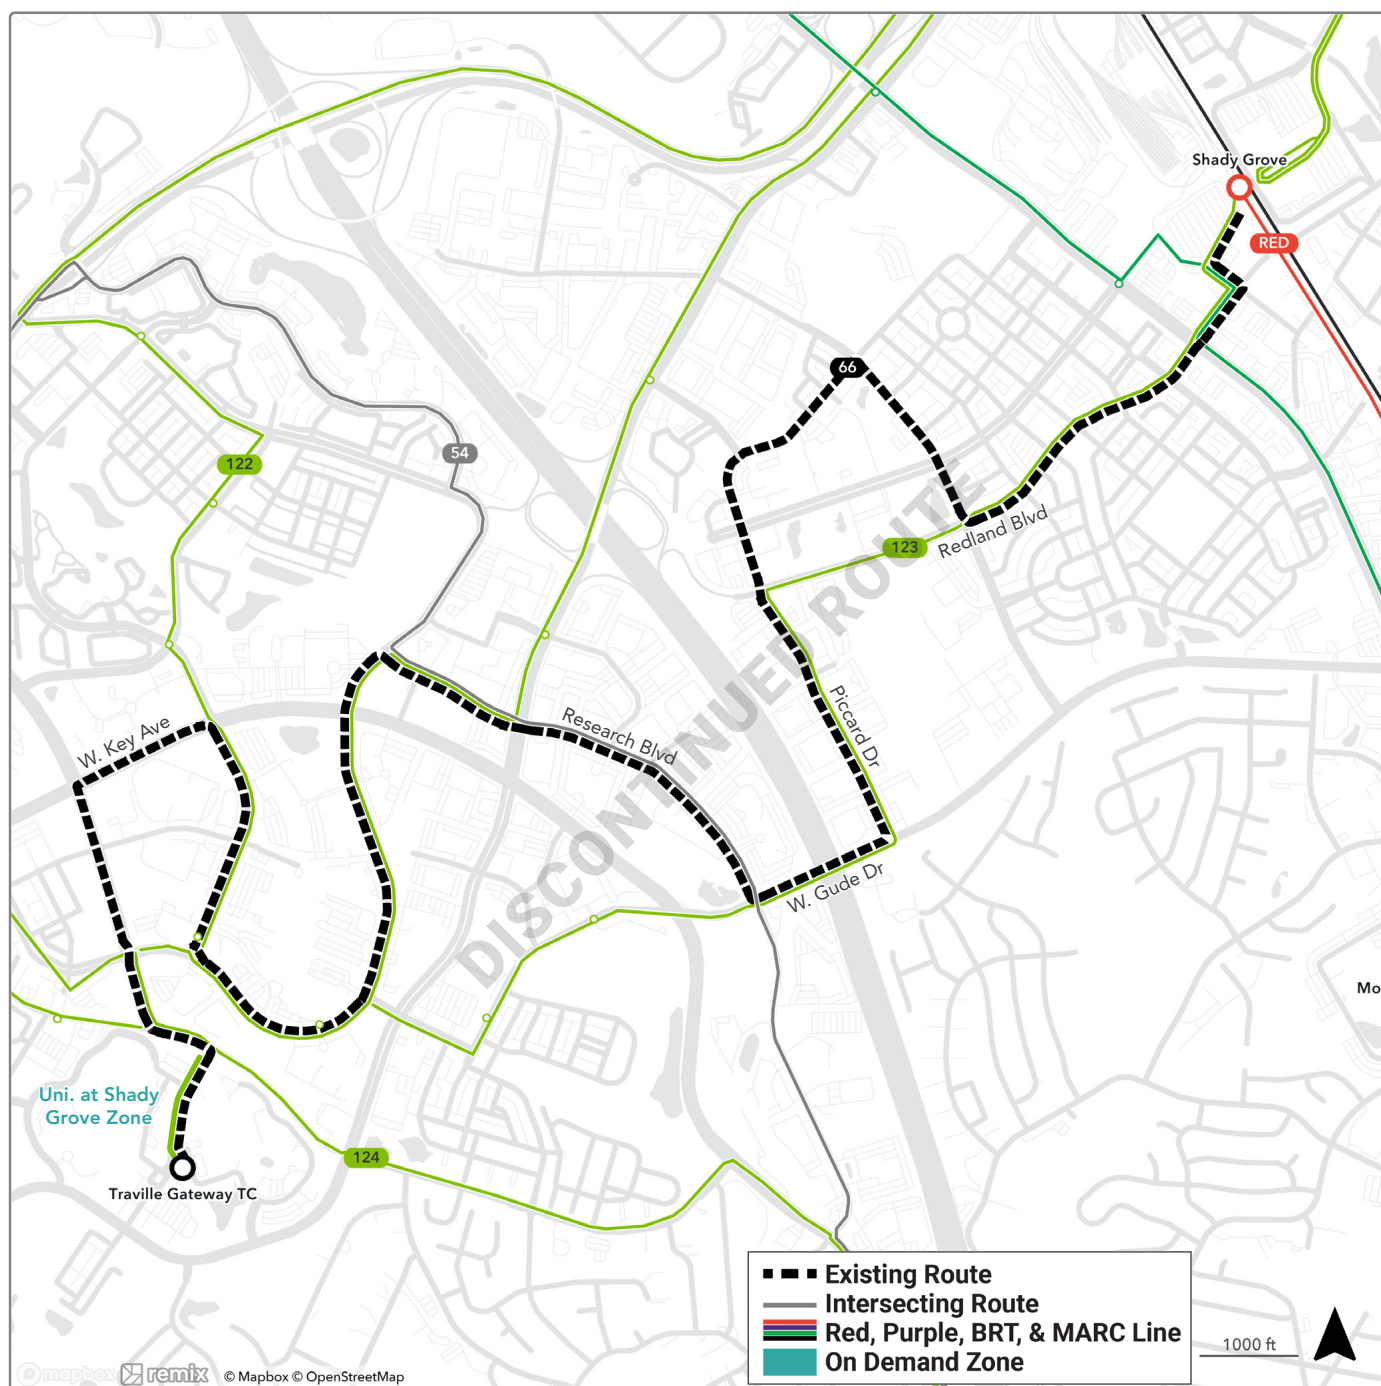 Shady Grove
RED
66
122
54
123
Redland Blvd
DISCONTINUED ROUTE
Piccard Dr
W. Key Ave
Research Blvd
W. Gude Dr
Mo
Uni. at Shady
Grove Zone
124
Traville Gateway TC
Existing Route
Intersecting Route
Red, Purple, BRT, & MARC Line
On Demand Zone
1000 ft
mapbox remix © Mapbox © OpenStreetMap